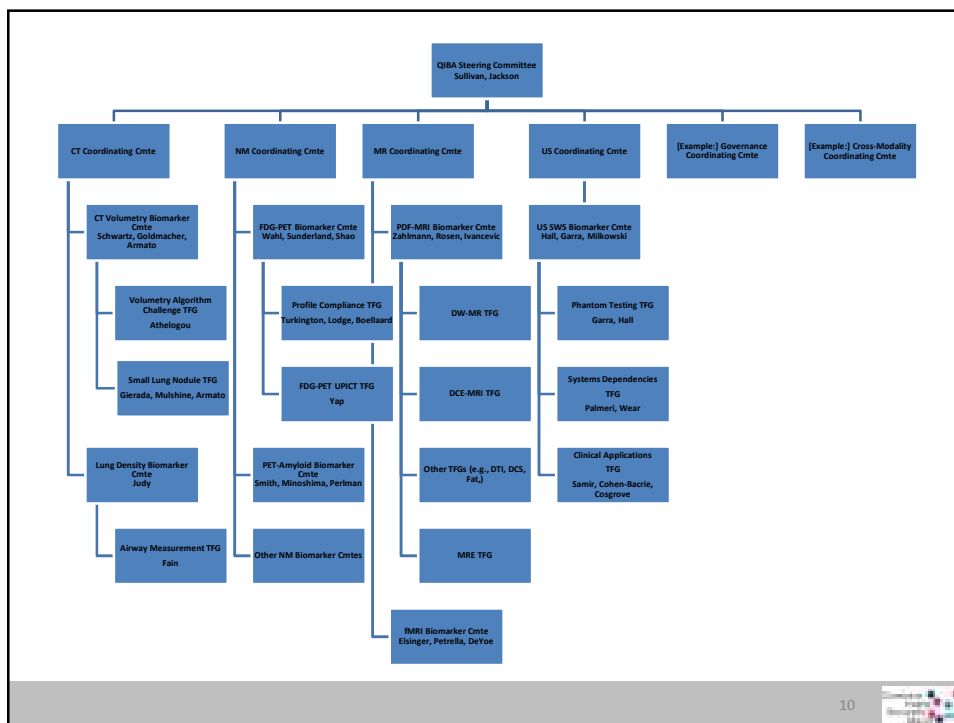 QIBA Steering Committee
Sullivan, Jackson
CT Coordinating Cmte
NM Coordinating Cmte
MR Coordinating Cmte
US Coordinating Cmte
[Example:] Governance
Coordinating Cmte
[Example:] Cross-Modality
Coordinating Cmte
CT Volumetry Biomarker
Cmte
Schwartz, Goldmacher,
Armato
Volumetry Algorithm
Challenge TFG
Athelogou
Small Lung Nodule TFG
Gierada, Mulshine, Armato
Lung Density Biomarker
Cmte
Judy
Airway Measurement TFG
Fain
FDG-PET Biomarker Cmte
Wahl, Sunderland, Shao
Profile Compliance TFG
Turkington, Lodge, Boellaard
FDG-PET UPICT TFG
Yap
PET-Amyloid Biomarker
Cmte
Smith, Minoshima, Perlman
Other NM Biomarker Cmtes
PDF-MRI Biomarker Cmte
Zahlmann, Rosen, Ivancevic
DW-MR TFG
DCE-MRI TFG
Other TFGs (e.g., DTI, DCS,
Fat,)
MRE TFG
fMRI Biomarker Cmte
Elsinger, Petrella, DeYoe
US SWS Biomarker Cmte
Hall, Garra, Milkowski
Phantom Testing TFG
Garra, Hall
Systems Dependencies
TFG
Palmeri, Wear
Clinical Applications
TFG
Samir, Cohen-Bacrie,
Cosgrove
10